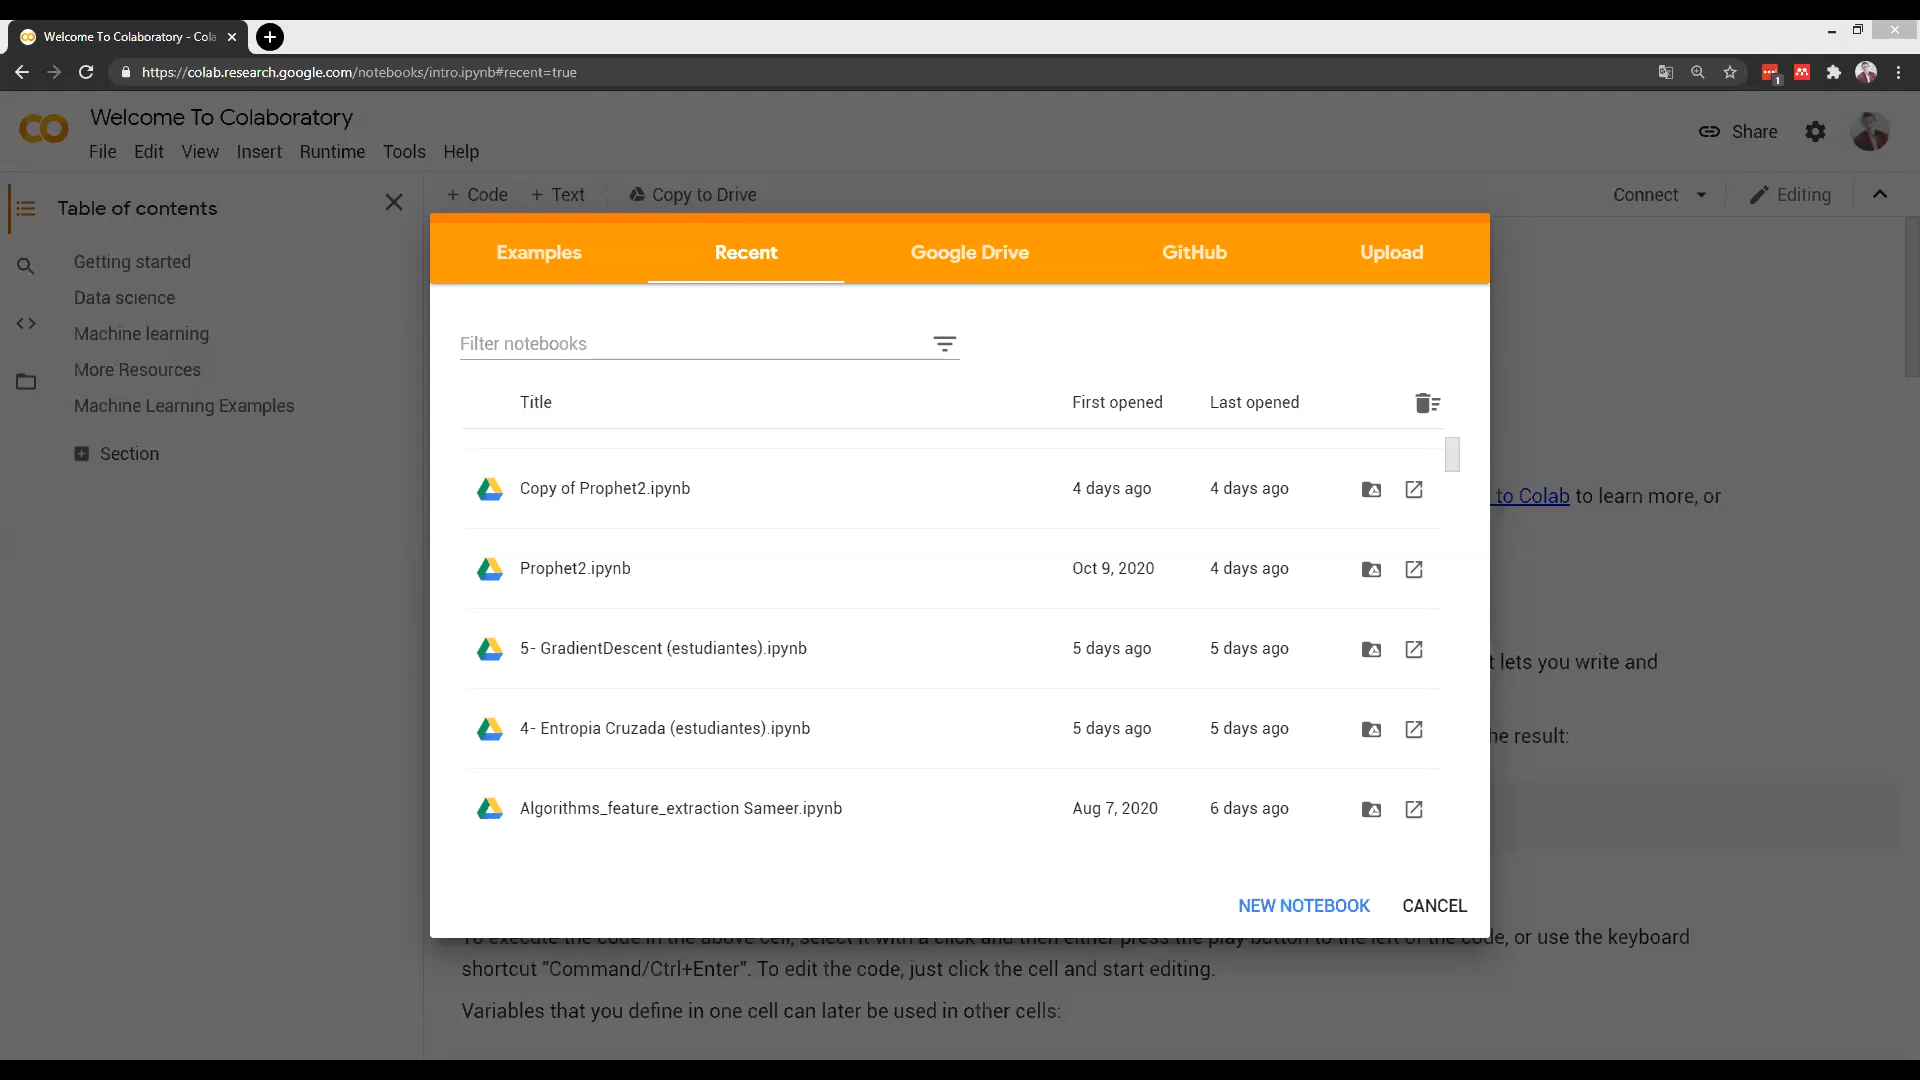 Welcome To Colaboratory - Cola
https://colab.research.google.com/notebooks/intro.ipynb#recent=true
1
Welcome To Colaboratory
File Edit View Insert Runtime Tools Help
Share
Table of contents
+ Code + Text Copy to Drive
Connect Editing
Getting started
Data science
Machine learning
More Resources
Machine Learning Examples
Section
Examples Recent Google Drive GitHub Upload
Filter notebooks
Title First opened Last opened
Copy of Prophet2.ipynb 4 days ago 4 days ago
to Colab to learn more, or
Prophet2.ipynb Oct 9, 2020 4 days ago
5- GradientDescent (estudiantes).ipynb 5 days ago 5 days ago
t lets you write and
4- Entropia Cruzada (estudiantes).ipynb 5 days ago 5 days ago
he result:
Algorithms_feature_extraction Sameer.ipynb Aug 7, 2020 6 days ago
NEW NOTEBOOK CANCEL
To execute the code in the above cell, select it with a click and then either press the play button to the left of the code, or use the keyboard
shortcut "Command/Ctrl+Enter". To edit the code, just click the cell and start editing.
Variables that you define in one cell can later be used in other cells: